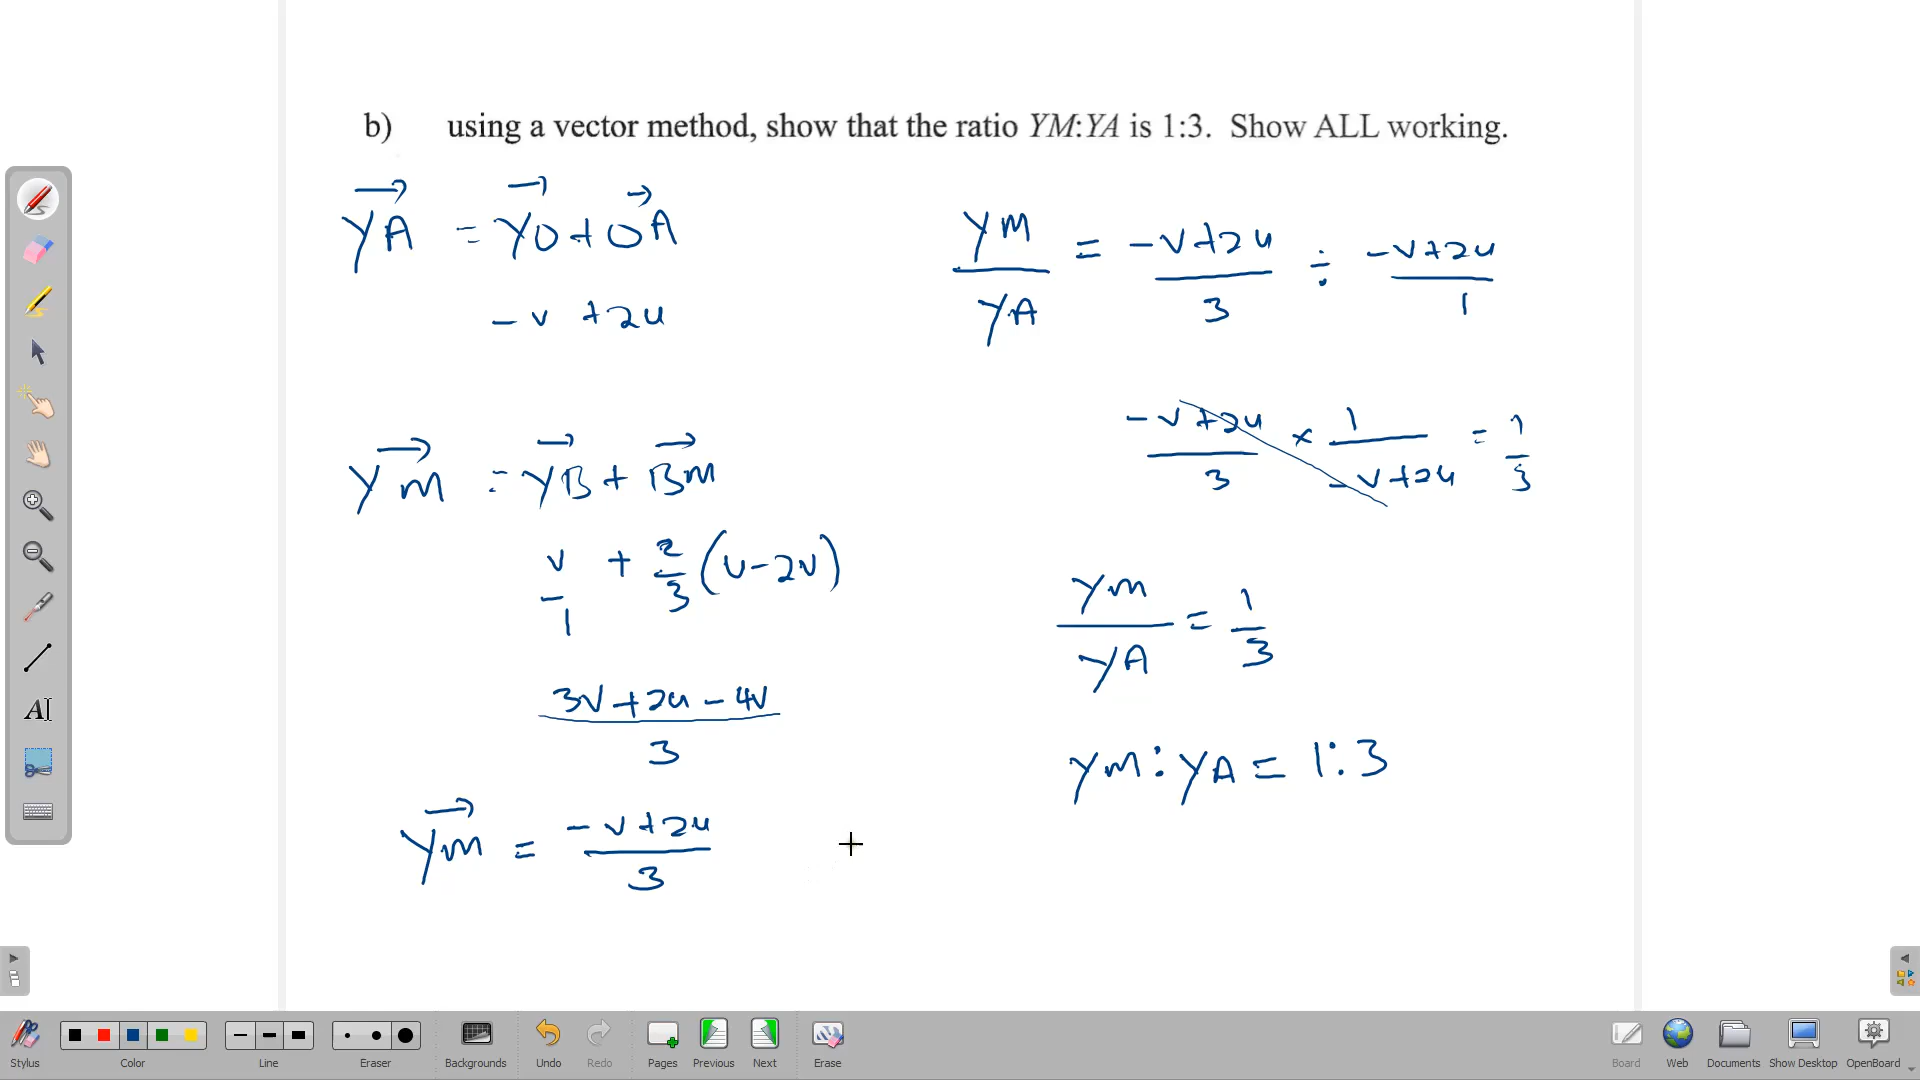 b) using a vector method, show that the ratio YM:YA is 1:3. Show ALL working.
YA = YO + OA
- v + 2u
YM = YB + BM
v/1 + 2/3 (u - 2v)
3v + 2u - 4v / 3
YM = -v + 2u / 3
YM/YA = -v + 2u / 3 ÷ -v + 2u / 1
-v + 2u / 3 × 1 / -v + 2u = 1/3
YM/YA = 1/3
YM : YA = 1:3
A
Stylus Color Line Eraser Backgrounds Undo Redo Pages Previous Next Erase Board Web Documents Show Desktop OpenBoard